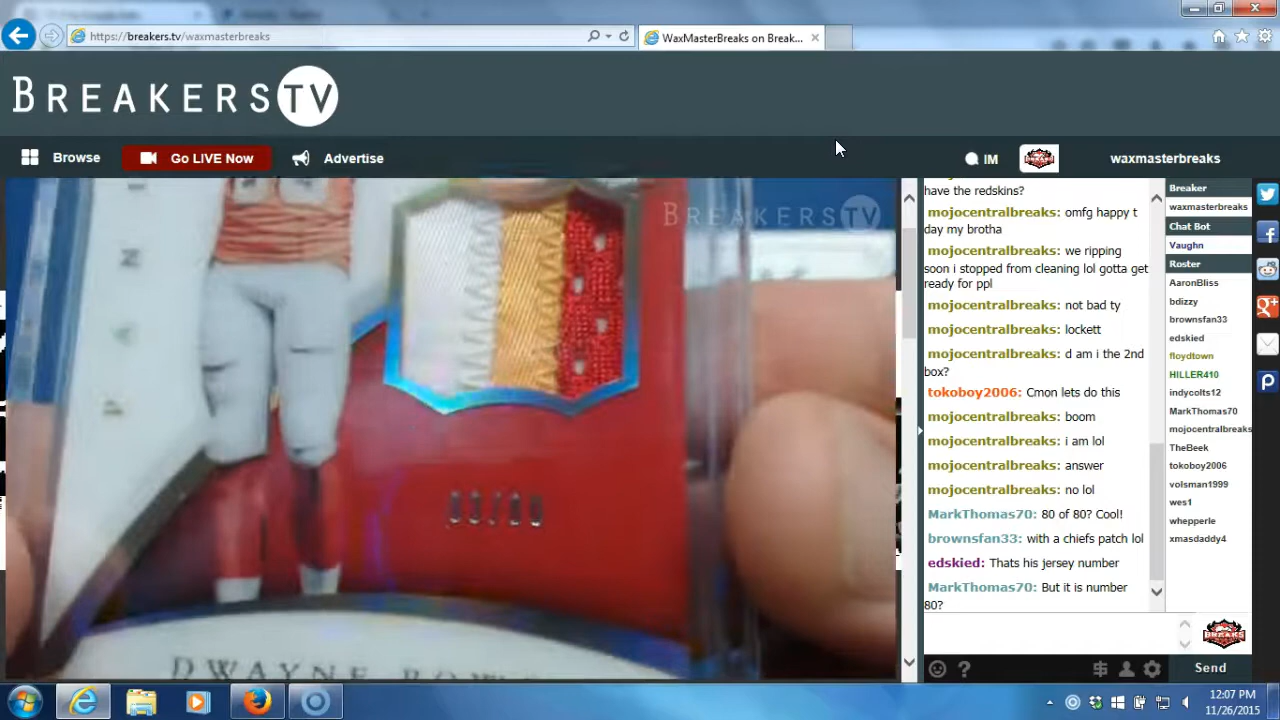 https://breakers.tv/waxmasterbreaks
WaxMasterBreaks on Break...
BREAKERS TV
Browse
Go LIVE Now
Advertise
IM
waxmasterbreaks
BREAKERS TV
DWAYNE
have the redskins?
mojocentralbreaks: omfg happy t
day my brotha
mojocentralbreaks: we ripping
soon i stopped from cleaning lol gotta get
ready for ppl
mojocentralbreaks: not bad ty
mojocentralbreaks: lockett
mojocentralbreaks: d am i the 2nd
box?
tokoboy2006: Cmon lets do this
mojocentralbreaks: boom
mojocentralbreaks: i am lol
mojocentralbreaks: answer
mojocentralbreaks: no lol
MarkThomas70: 80 of 80? Cool!
brownsfan33: with a chiefs patch lol
edskied: Thats his jersey number
MarkThomas70: But it is number
80?
Breaker
waxmasterbreaks
Chat Bot
Vaughn
Roster
AaronBliss
bdizzy
brownsfan33
edskied
floydtown
HILLER410
indycolts12
MarkThomas70
mojocentralbreaks
TheBeek
tokoboy2006
volsman1999
wes1
whepperle
xmasdaddy4
BREAKS
Send
12:07 PM
11/26/2015